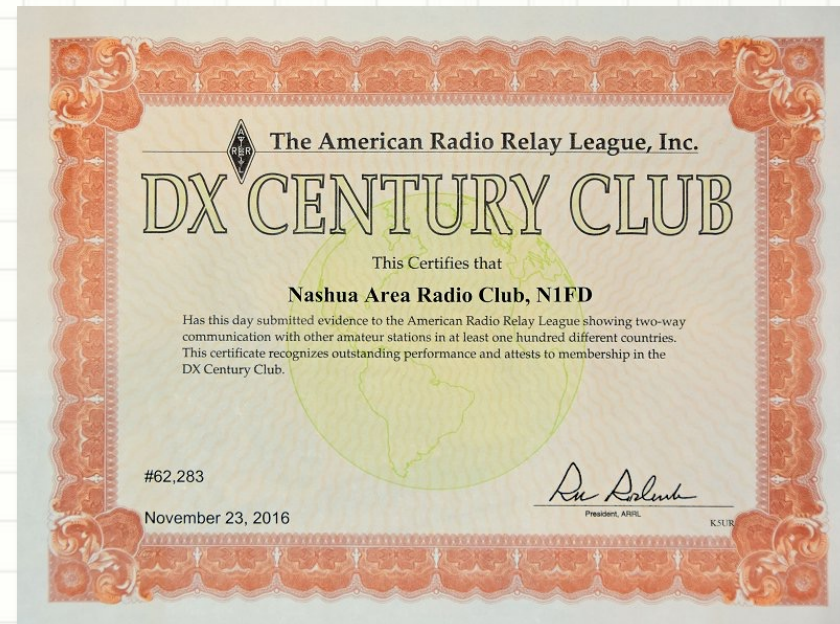 The American Radio Relay League, Inc.
A
R R
L
DX CENTURY CLUB
This Certifies that
Nashua Area Radio Club, N1FD
Has this day submitted evidence to the American Radio Relay League showing two-way
communication with other amateur stations in at least one hundred different countries.
This certificate recognizes outstanding performance and attests to membership in the
DX Century Club.
#62,283
November 23, 2016
President, ARRL
K5UR